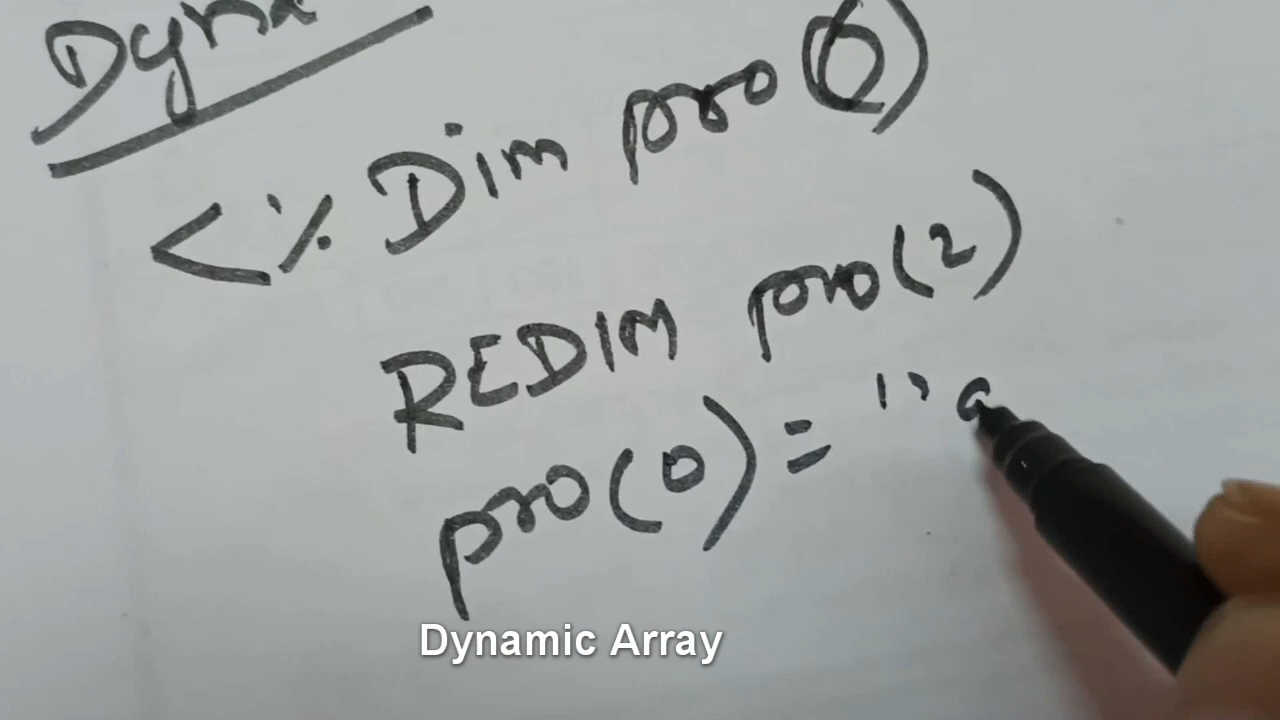 Dyna
<% Dim pro()
REDIM pro(2)
pro(0) = "a
Dynamic Array